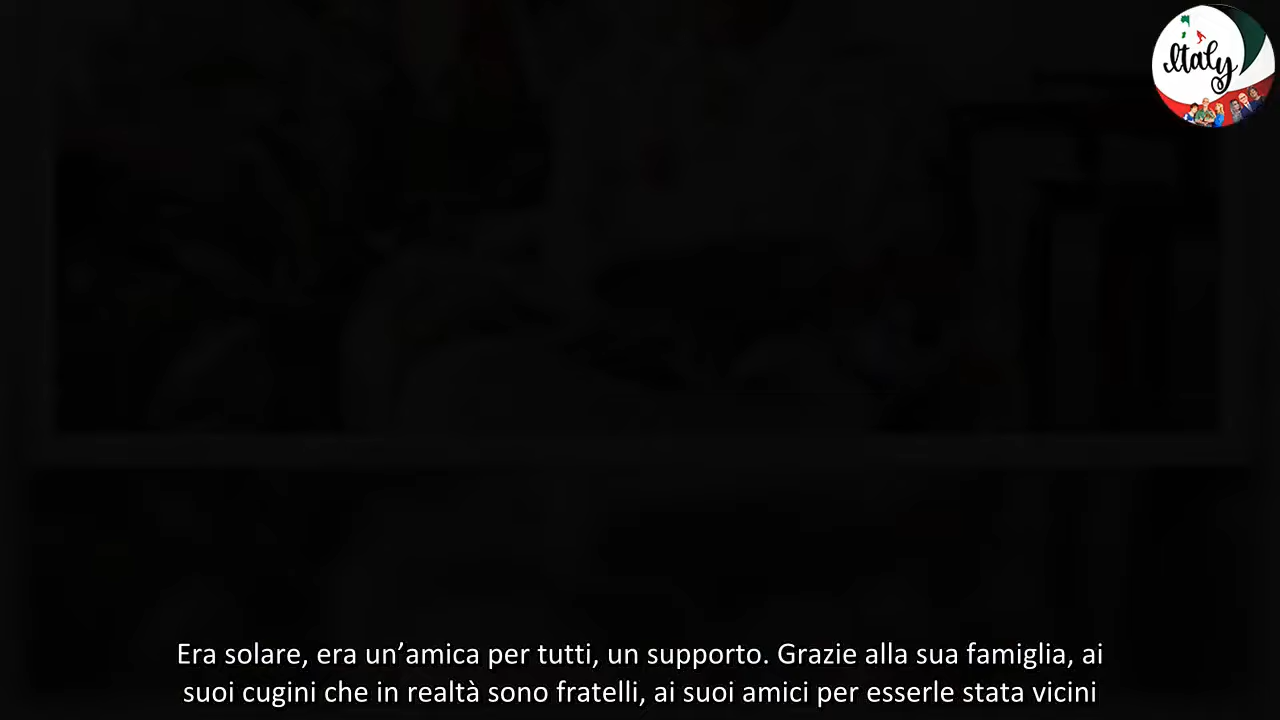 Italy
Era solare, era un’amica per tutti, un supporto. Grazie alla sua famiglia, ai
suoi cugini che in realtà sono fratelli, ai suoi amici per esserle stata vicini